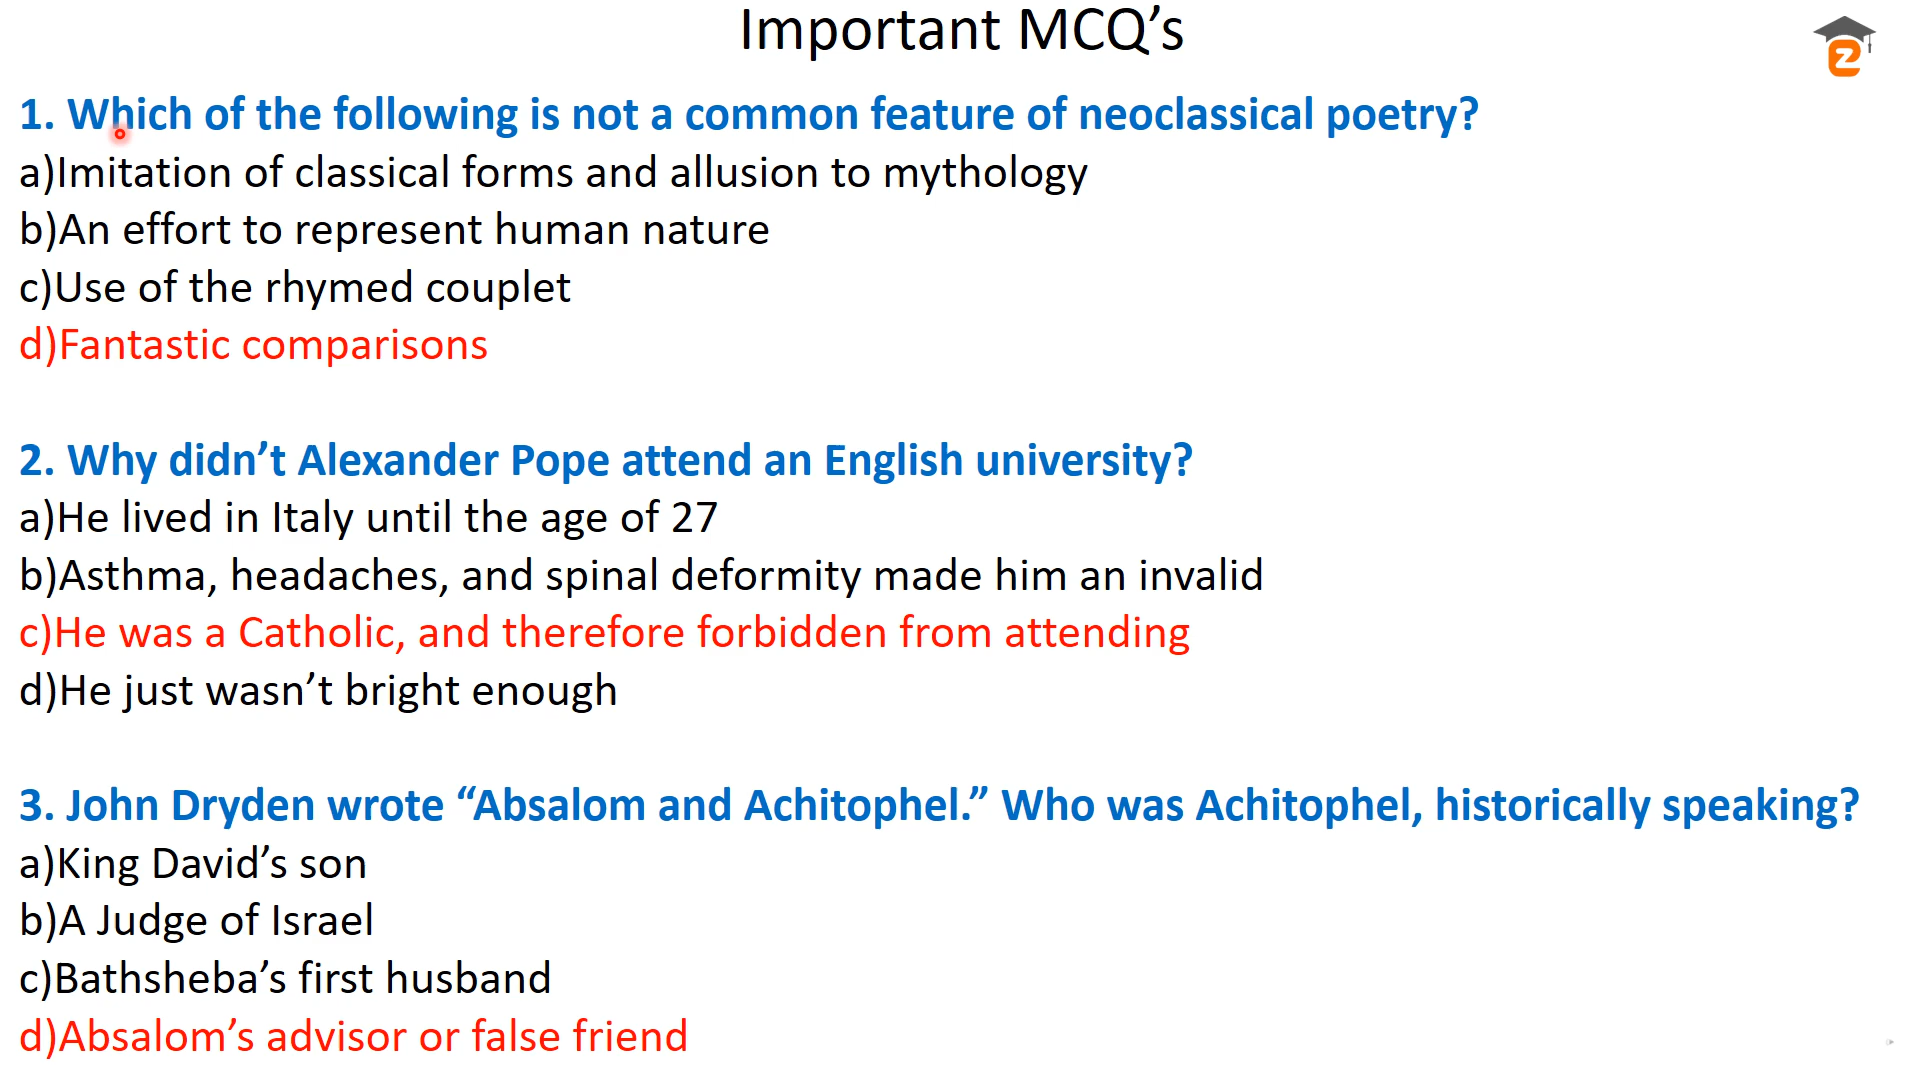 Important MCQ’s
1. Which of the following is not a common feature of neoclassical poetry?
a)Imitation of classical forms and allusion to mythology
b)An effort to represent human nature
c)Use of the rhymed couplet
d)Fantastic comparisons
2. Why didn’t Alexander Pope attend an English university?
a)He lived in Italy until the age of 27
b)Asthma, headaches, and spinal deformity made him an invalid
c)He was a Catholic, and therefore forbidden from attending
d)He just wasn’t bright enough
3. John Dryden wrote “Absalom and Achitophel.” Who was Achitophel, historically speaking?
a)King David’s son
b)A Judge of Israel
c)Bathsheba’s first husband
d)Absalom’s advisor or false friend